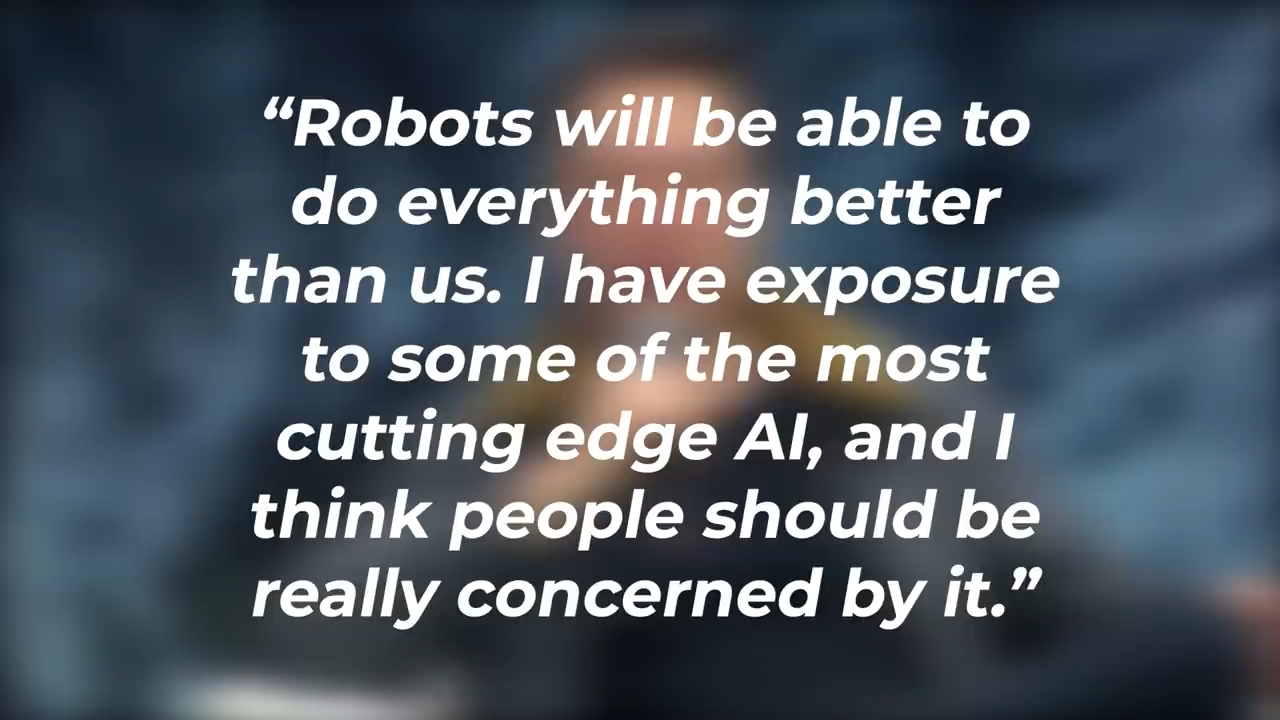 “Robots will be able to
do everything better
than us. I have exposure
to some of the most
cutting edge AI, and I
think people should be
really concerned by it.”